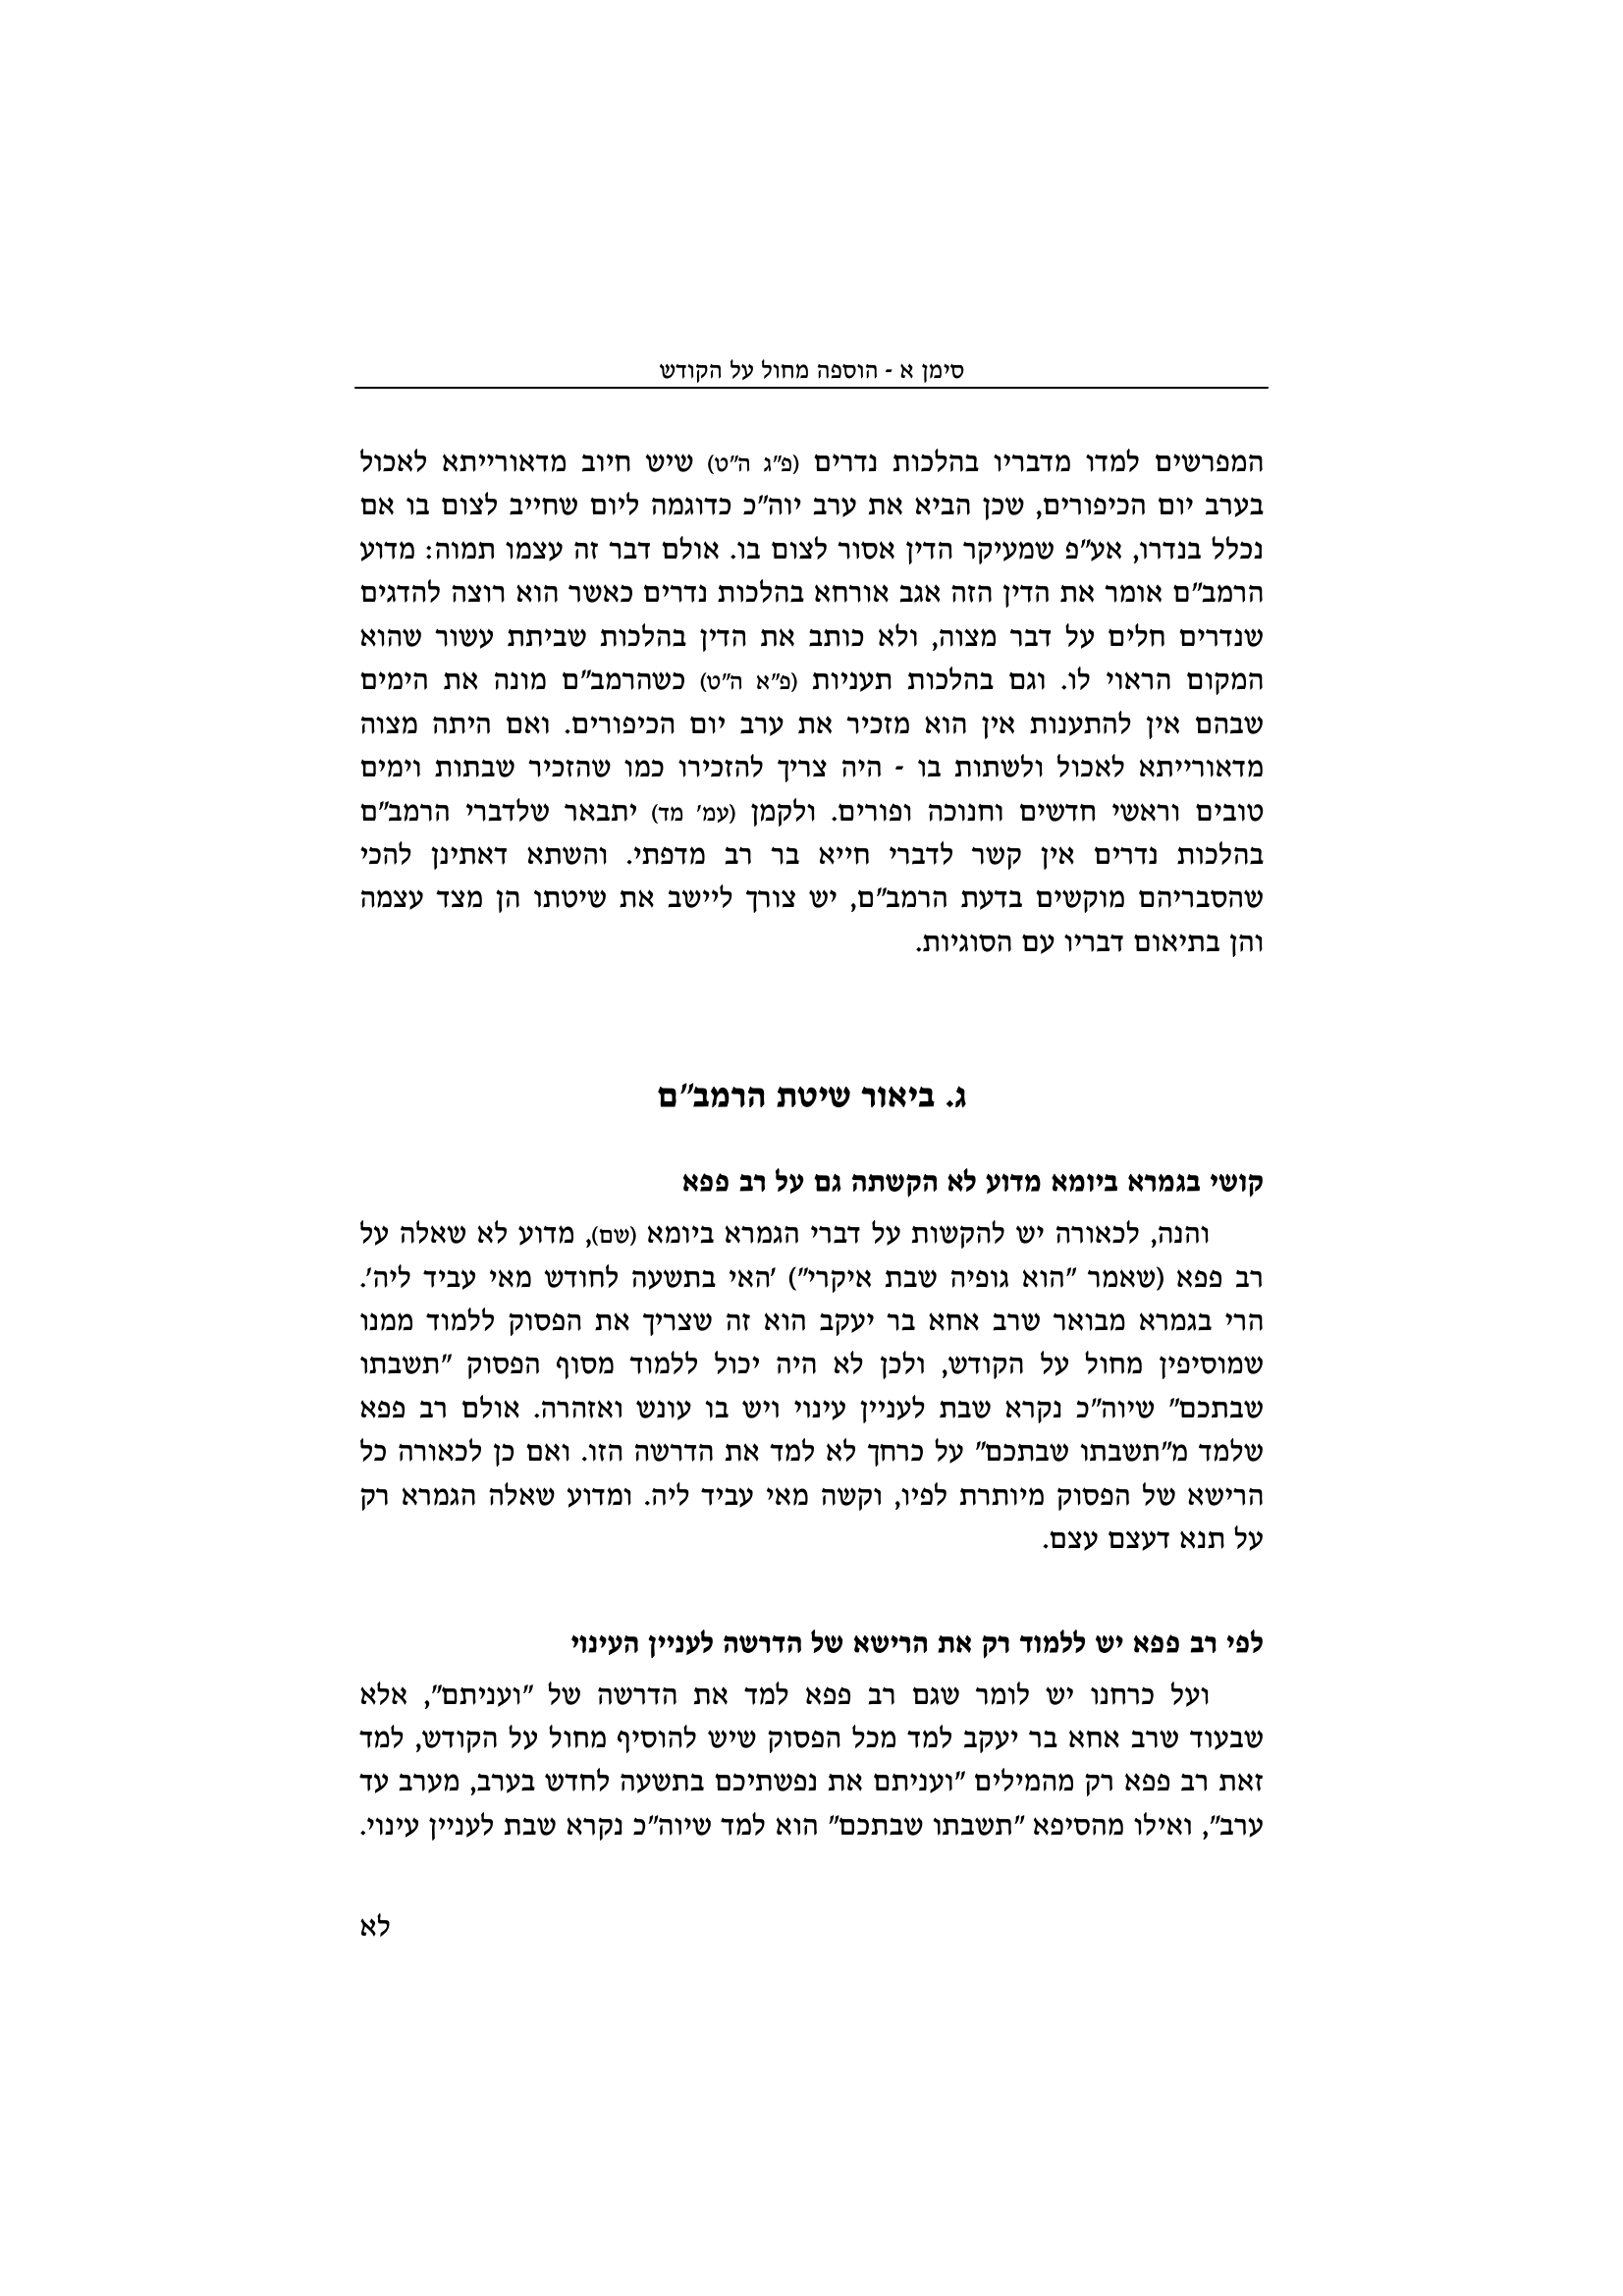 סימן א - הוספה מחול על הקודש
המפרשים למדו מדבריו בהלכות נדרים (פ"ג ה"ט) שיש חיוב מדאורייתא לאכול
בערב יום הכיפורים, שכן הביא את ערב יוה"כ כדוגמה ליום שחייב לצום בו אם
נכלל בנדרו, אע"פ שמעיקר הדין אסור לצום בו. אולם דבר זה עצמו תמוה: מדוע
הרמב"ם אומר את הדין הזה אגב אורחא בהלכות נדרים כאשר הוא רוצה להדגים
שנדרים חלים על דבר מצוה, ולא כותב את הדין בהלכות שביתת עשור שהוא
המקום הראוי לו. וגם בהלכות תעניות (פ"א ה"ט) כשהרמב"ם מונה את הימים
שבהם אין להתענות אין הוא מזכיר את ערב יום הכיפורים. ואם היתה מצוה
מדאורייתא לאכול ולשתות בו - היה צריך להזכירו כמו שהזכיר שבתות וימים
טובים וראשי חדשים וחנוכה ופורים. ולקמן (עמ' מד) יתבאר שלדברי הרמב"ם
בהלכות נדרים אין קשר לדברי חייא בר רב מדפתי. והשתא דאתינן להכי
שהסבריהם מוקשים בדעת הרמב"ם, יש צורך ליישב את שיטתו הן מצד עצמה
והן בתיאום דבריו עם הסוגיות.
ג. ביאור שיטת הרמב"ם
קושי בגמרא ביומא מדוע לא הקשתה גם על רב פפא
והנה, לכאורה יש להקשות על דברי הגמרא ביומא (שם), מדוע לא שאלה על
רב פפא (שאמר "הוא גופיה שבת איקרי") 'האי בתשעה לחודש מאי עביד ליה'.
הרי בגמרא מבואר שרב אחא בר יעקב הוא זה שצריך את הפסוק ללמוד ממנו
שמוסיפין מחול על הקודש, ולכן לא היה יכול ללמוד מסוף הפסוק "תשבתו
שבתכם" שיוה"כ נקרא שבת לעניין עינוי ויש בו עונש ואזהרה. אולם רב פפא
שלמד מ"תשבתו שבתכם" על כרחך לא למד את הדרשה הזו. ואם כן לכאורה כל
הרישא של הפסוק מיותרת לפיו, וקשה מאי עביד ליה. ומדוע שאלה הגמרא רק
על תנא דעצם עצם.
לפי רב פפא יש ללמוד רק את הרישא של הדרשה לעניין העינוי
ועל כרחנו יש לומר שגם רב פפא למד את הדרשה של "ועניתם", אלא
שבעוד שרב אחא בר יעקב למד מכל הפסוק שיש להוסיף מחול על הקודש, למד
זאת רב פפא רק מהמילים "ועניתם את נפשתיכם בתשעה לחדש בערב, מערב עד
ערב", ואילו מהסיפא "תשבתו שבתכם" הוא למד שיוה"כ נקרא שבת לעניין עינוי.
לא